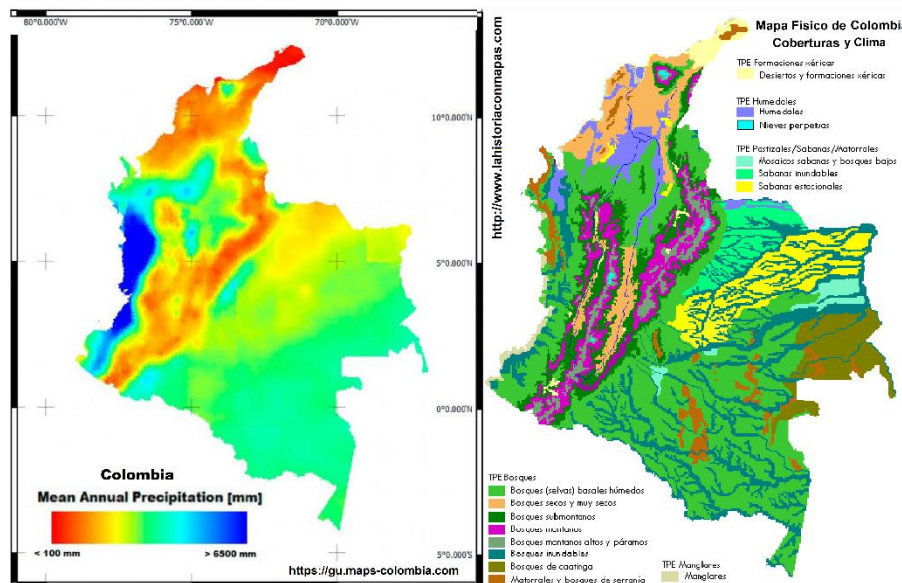 80°0.000'W
75°0.000'W
70°0.000'W
10°0.000'N
5°0.000'N
0°0.000'N
5°0.000'S
Colombia
Mean Annual Precipitation [mm]
< 100 mm
> 6500 mm
https://gu.maps-colombia.com
http://www.lahistoriaconmapas.com
Mapa Físico de Colombia
Coberturas y Clima
TPE Formaciones xéricas
Desiertos y formaciones xéricas
TPE Humedales
Humedales
Nieves perpetuas
TPE Pastizales/Sabanas/Matorrales
Mosaicos sabanas y bosques bajos
Sabanas inundables
Sabanas estacionales
TPE Bosques
Bosques (selvas) basales húmedos
Bosques secos y muy secos
Bosques submontanos
Bosques montanos
Bosques montanos altos y páramos
Bosques inundables
Bosques de caatinga
Matorrales y bosques de serranía
TPE Manglares
Manglares